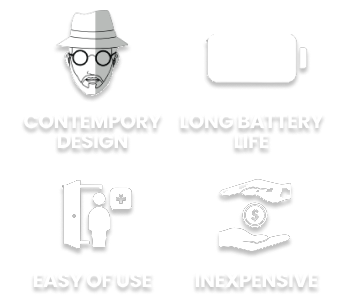 CONTEMPORY
DESIGN
LONG BATTERY
LIFE
EASY OF USE
INEXPENSIVE
$